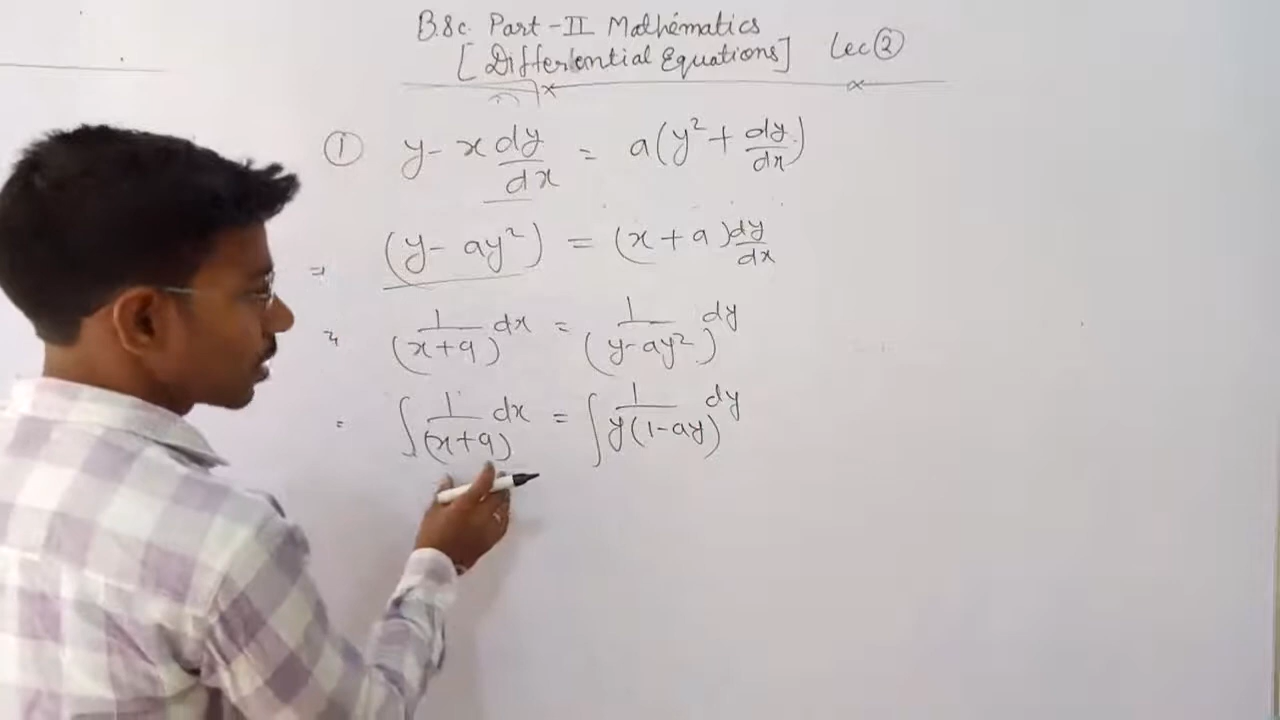 B.Sc. Part-II Mathematics
[Differential Equations] Lec ②
① y - x dy/dx = a(y² + dy/dx)
⇒ (y - ay²) = (x + a) dy/dx
1/(x+a) dx = 1/(y-ay²) dy
= ∫ 1/(x+a) dx = ∫ 1/y(1-ay) dy